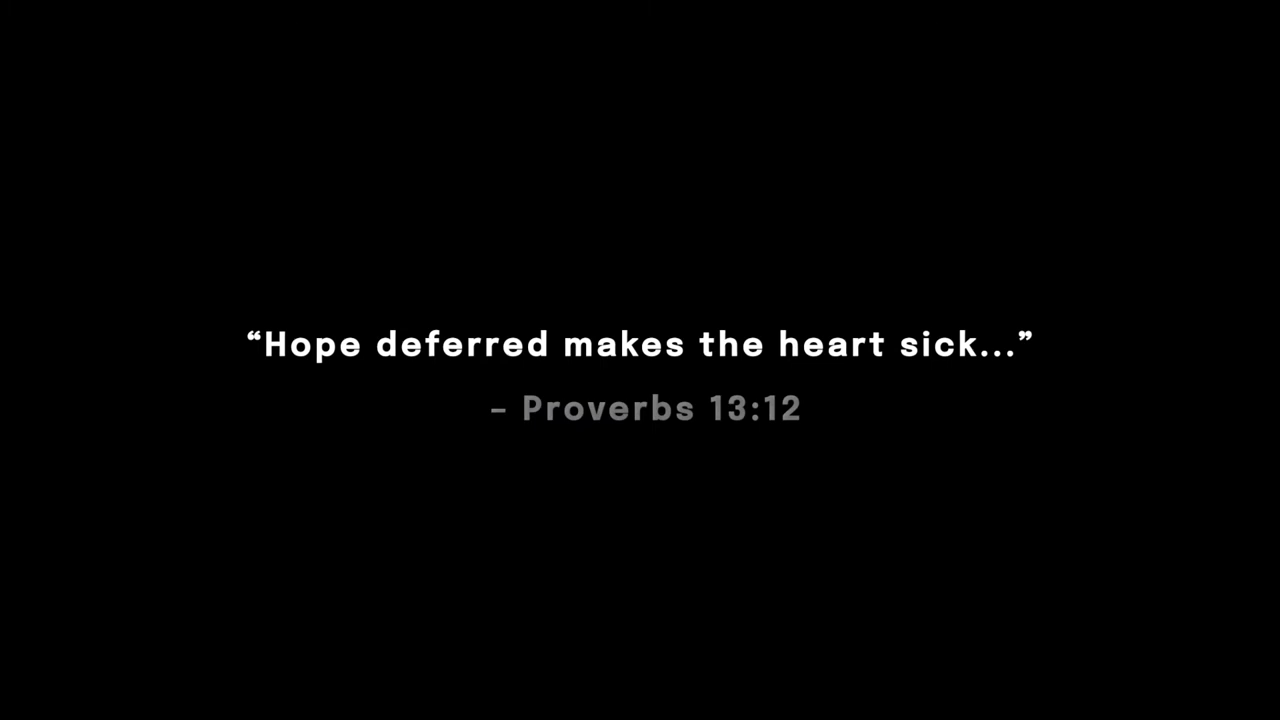 “Hope deferred makes the heart sick...”
– Proverbs 13:12